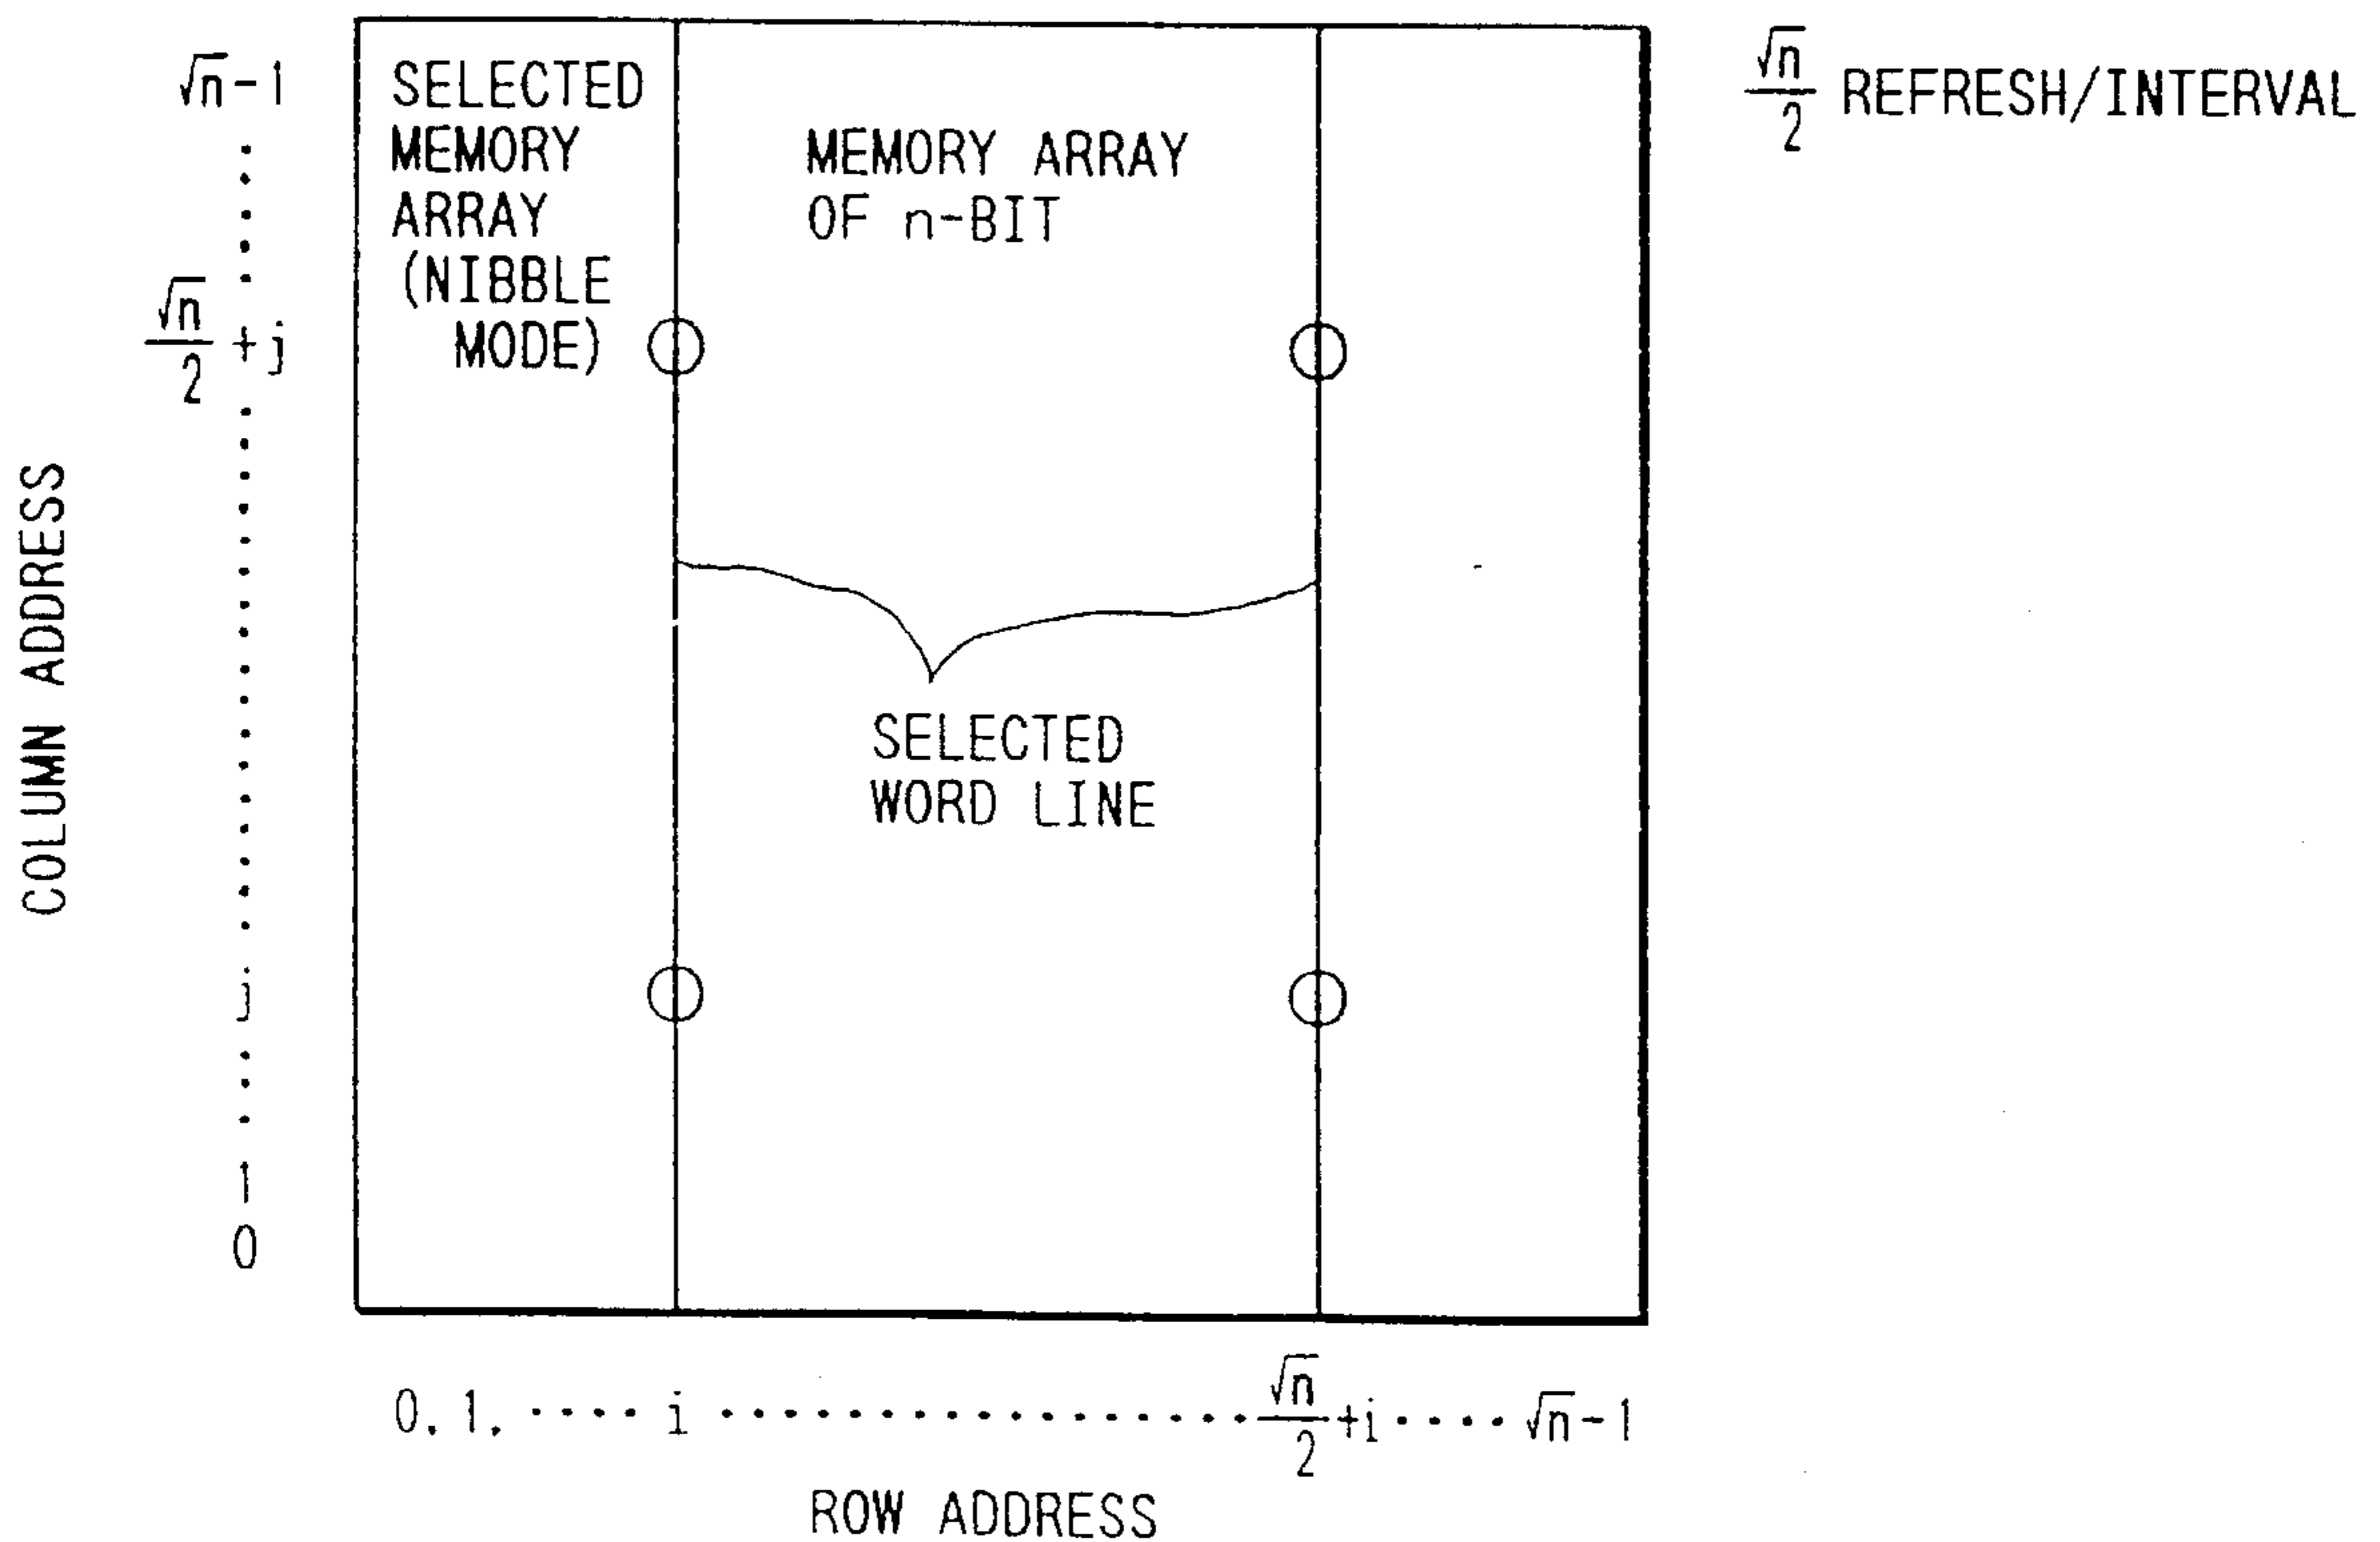 √n-1
SELECTED
MEMORY
ARRAY
(NIBBLE
MODE)
MEMORY ARRAY
OF n-BIT
√n/2 REFRESH/INTERVAL
√n/2 +j
COLUMN ADDRESS
SELECTED
WORD LINE
j
1
0
0. 1. ···· i ················· √n/2 +i ···· √n-1
ROW ADDRESS